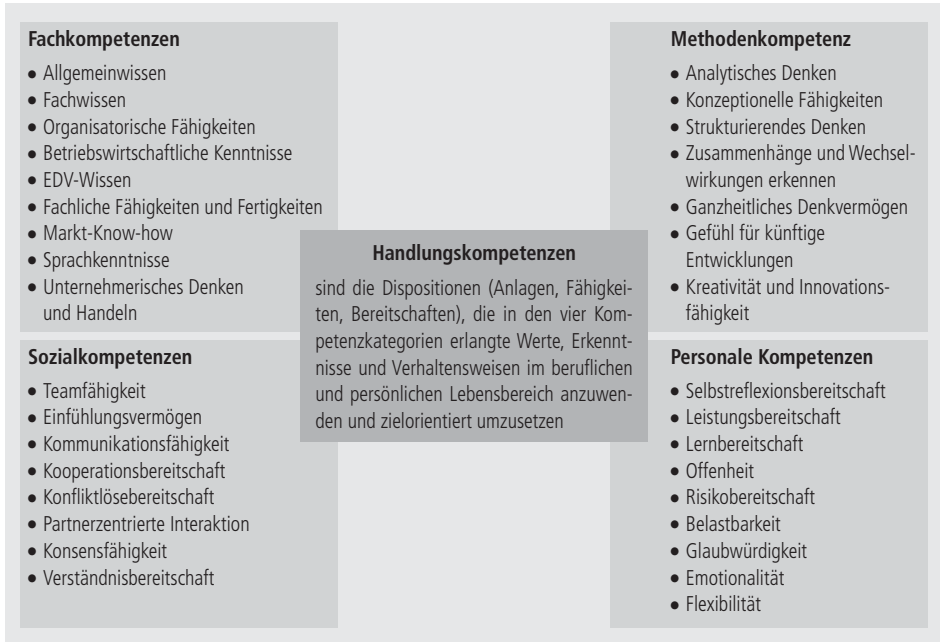 Fachkompetenzen
• Allgemeinwissen
• Fachwissen
• Organisatorische Fähigkeiten
• Betriebswirtschaftliche Kenntnisse
• EDV-Wissen
• Fachliche Fähigkeiten und Fertigkeiten
• Markt-Know-how
• Sprachkenntnisse
• Unternehmerisches Denken
und Handeln
Methodenkompetenz
• Analytisches Denken
• Konzeptionelle Fähigkeiten
• Strukturierendes Denken
• Zusammenhänge und Wechsel-
wirkungen erkennen
• Ganzheitliches Denkvermögen
• Gefühl für künftige
Entwicklungen
• Kreativität und Innovations-
fähigkeit
Handlungskompetenzen
sind die Dispositionen (Anlagen, Fähigkei-
ten, Bereitschaften), die in den vier Kom-
petenzkategorien erlangte Werte, Erkennt-
nisse und Verhaltensweisen im beruflichen
und persönlichen Lebensbereich anzuwen-
den und zielorientiert umzusetzen
Sozialkompetenzen
• Teamfähigkeit
• Einfühlungsvermögen
• Kommunikationsfähigkeit
• Kooperationsbereitschaft
• Konfliktlösebereitschaft
• Partnerzentrierte Interaktion
• Konsensfähigkeit
• Verständnisbereitschaft
Personale Kompetenzen
• Selbstreflexionsbereitschaft
• Leistungsbereitschaft
• Lernbereitschaft
• Offenheit
• Risikobereitschaft
• Belastbarkeit
• Glaubwürdigkeit
• Emotionalität
• Flexibilität